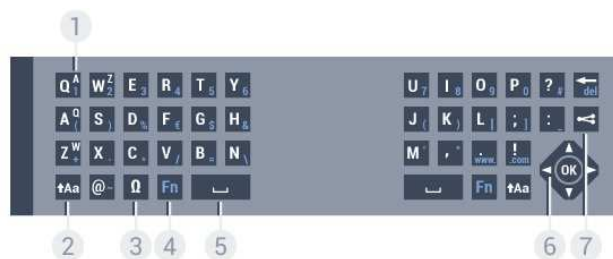 1
Q A 1 W Z 2 E 3 R 4 T 5 Y 6 U 7 I 8 O 9 P 0 ? # del
A Q ( S ) D % F € G $ H & J ( K ) L [ ; ] : _
Z W + X - C * V / B = N \ M ' , " . www. ! .com
Aa @ ~ Ω Fn Fn Aa OK
2 3 4 5 6 7